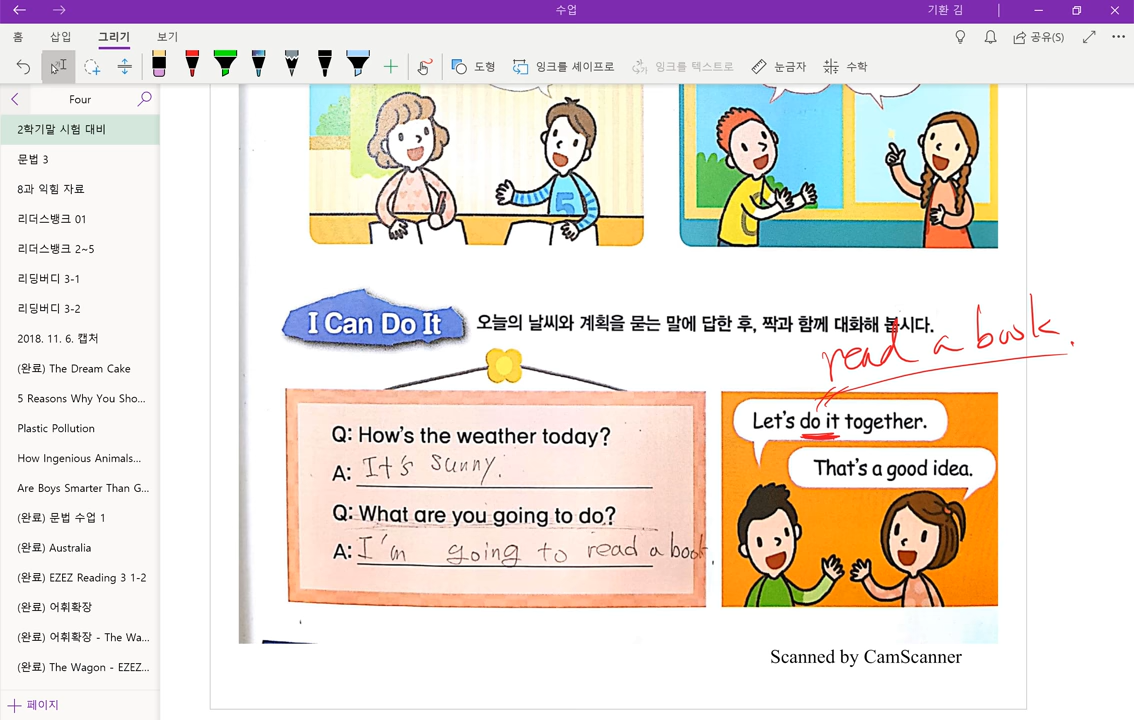 수업
기환 김
홈
삽입
그리기
보기
공유(S)
도형
잉크를 셰이프로
잉크를 텍스트로
눈금자
수학
Four
2학기말 시험 대비
문법 3
8과 익힘 자료
리더스뱅크 01
리더스뱅크 2~5
리딩버디 3-1
리딩버디 3-2
2018. 11. 6. 캡처
(완료) The Dream Cake
5 Reasons Why You Sho...
Plastic Pollution
How Ingenious Animals...
Are Boys Smarter Than G...
(완료) 문법 수업 1
(완료) Australia
(완료) EZEZ Reading 3 1-2
(완료) 어휘확장
(완료) 어휘확장 - The Wa...
(완료) The Wagon - EZEZ...
페이지
5
I Can Do It
오늘의 날씨와 계획을 묻는 말에 답한 후, 짝과 함께 대화해 봅시다.
read a book.
Q: How's the weather today?
A: It's sunny.
Q: What are you going to do?
A: I'm going to read a book.
Let's do it together.
That's a good idea.
Scanned by CamScanner